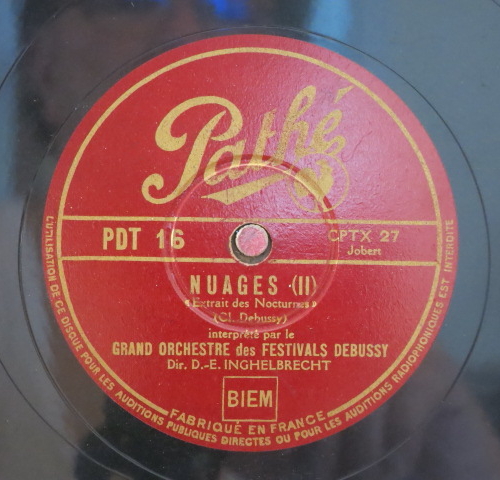 Pathé
PDT 16
CPTX 27
Jobert
NUAGES (II)
« Extrait des Nocturnes »
(Cl. Debussy)
interprété par le
GRAND ORCHESTRE des FESTIVALS DEBUSSY
Dir. D.-E. INGHELBRECHT
BIEM
FABRIQUÉ EN FRANCE
L'UTILISATION DE CE DISQUE POUR LES AUDITIONS PUBLIQUES DIRECTES OU POUR LES AUDITIONS RADIOPHONIQUES EST INTERDITE